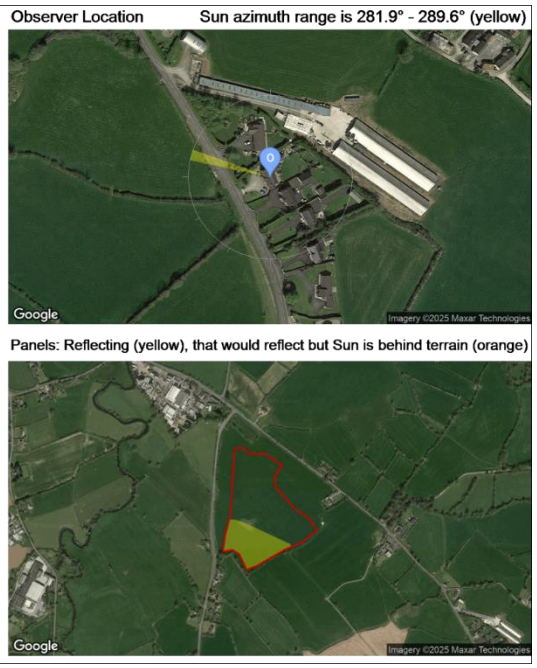 Observer Location Sun azimuth range is 281.9° - 289.6° (yellow)
O
Google
Imagery ©2025 Maxar Technologies
Panels: Reflecting (yellow), that would reflect but Sun is behind terrain (orange)
Google
Imagery ©2025 Maxar Technologies